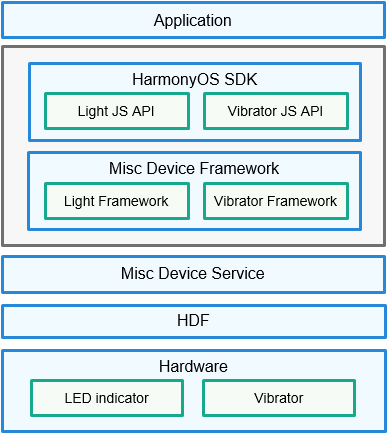 Application
HarmonyOS SDK
Light JS API
Vibrator JS API
Misc Device Framework
Light Framework
Vibrator Framework
Misc Device Service
HDF
Hardware
LED indicator
Vibrator